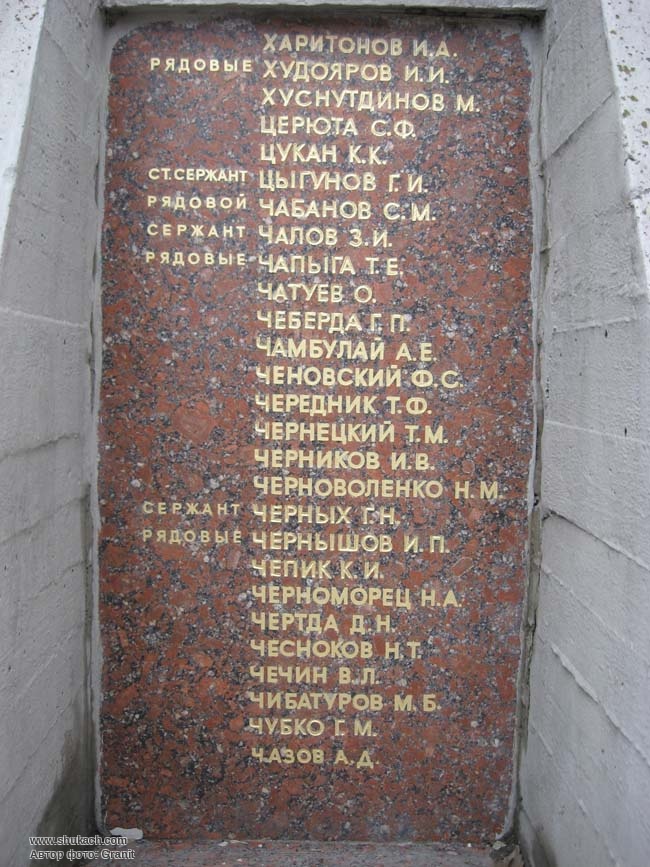 ХАРИТОНОВ И.А.
РЯДОВЫЕ ХУДОЯРОВ И.И.
ХУСНУТДИНОВ М.
ЦЕРЮТА С.Ф.
ЦУКАН К.К.
СТ.СЕРЖАНТ ЦЫГУНОВ Г.И.
РЯДОВОЙ ЧАБАНОВ С.М.
СЕРЖАНТ ЧАЛОВ З.И.
РЯДОВЫЕ ЧАПЫГА Т.Е.
ЧАТУЕВ О.
ЧЕБЕРДА Г.П.
ЧАМБУЛАЙ А.Е.
ЧЕНОВСКИЙ Ф.С.
ЧЕРЕДНИК Т.Ф.
ЧЕРНЕЦКИЙ Т.М.
ЧЕРНИКОВ И.В.
ЧЕРНОВОЛЕНКО Н.М.
СЕРЖАНТ ЧЕРНЫХ Г.Н.
РЯДОВЫЕ ЧЕРНЫШОВ И.П.
ЧЕПИК К.И.
ЧЕРНОМОРЕЦ Н.А.
ЧЕРТДА Д.Н.
ЧЕСНОКОВ Н.Т.
ЧЕЧИН В.Л.
ЧИБАТУРОВ М.Б.
ЧУБКО Г.М.
ЧАЗОВ А.Д.
www.shukach.com
Автор фото: Granit